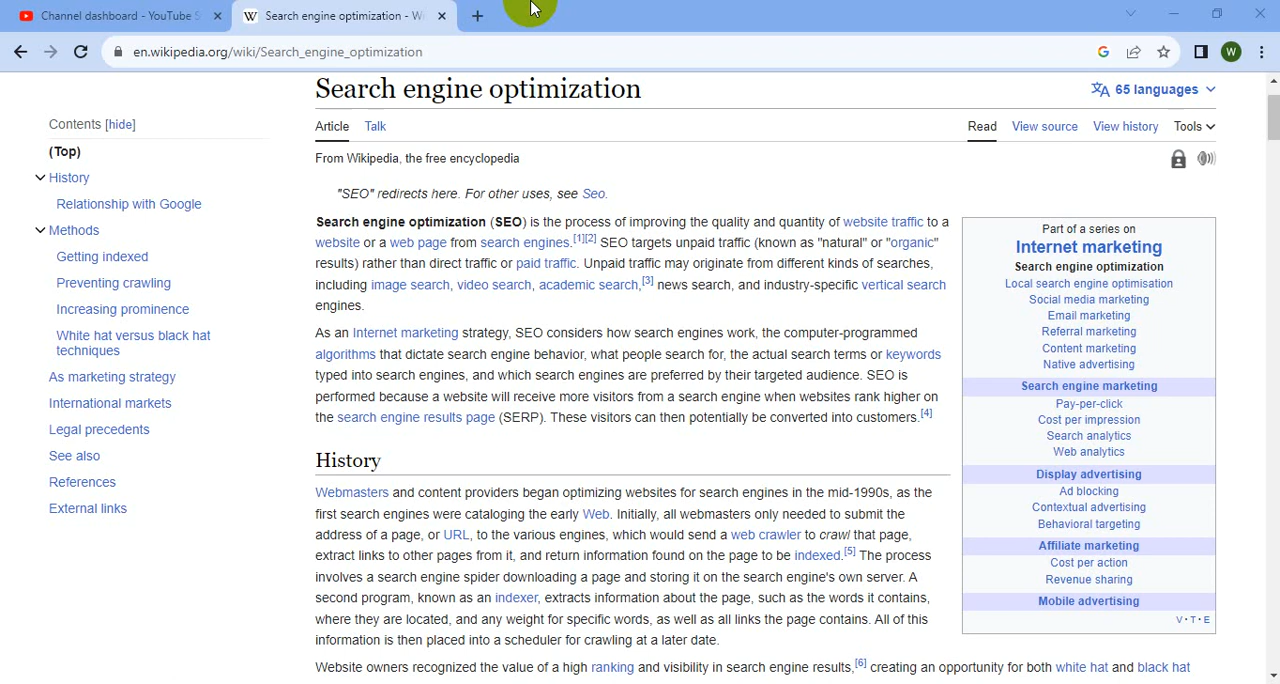 Channel dashboard - YouTube S
Search engine optimization - W
en.wikipedia.org/wiki/Search_engine_optimization
W
Search engine optimization
65 languages
Article Talk
Read View source View history Tools
From Wikipedia, the free encyclopedia
Contents [hide]
(Top)
History
Relationship with Google
Methods
Getting indexed
Preventing crawling
Increasing prominence
White hat versus black hat
techniques
As marketing strategy
International markets
Legal precedents
See also
References
External links
"SEO" redirects here. For other uses, see Seo.
Search engine optimization (SEO) is the process of improving the quality and quantity of website traffic to a
website or a web page from search engines.[1][2] SEO targets unpaid traffic (known as "natural" or "organic"
results) rather than direct traffic or paid traffic. Unpaid traffic may originate from different kinds of searches,
including image search, video search, academic search,[3] news search, and industry-specific vertical search
engines.
As an Internet marketing strategy, SEO considers how search engines work, the computer-programmed
algorithms that dictate search engine behavior, what people search for, the actual search terms or keywords
typed into search engines, and which search engines are preferred by their targeted audience. SEO is
performed because a website will receive more visitors from a search engine when websites rank higher on
the search engine results page (SERP). These visitors can then potentially be converted into customers.[4]
History
Webmasters and content providers began optimizing websites for search engines in the mid-1990s, as the
first search engines were cataloging the early Web. Initially, all webmasters only needed to submit the
address of a page, or URL, to the various engines, which would send a web crawler to crawl that page,
extract links to other pages from it, and return information found on the page to be indexed.[5] The process
involves a search engine spider downloading a page and storing it on the search engine's own server. A
second program, known as an indexer, extracts information about the page, such as the words it contains,
where they are located, and any weight for specific words, as well as all links the page contains. All of this
information is then placed into a scheduler for crawling at a later date.
Website owners recognized the value of a high ranking and visibility in search engine results,[6] creating an opportunity for both white hat and black hat
Part of a series on
Internet marketing
Search engine optimization
Local search engine optimisation
Social media marketing
Email marketing
Referral marketing
Content marketing
Native advertising
Search engine marketing
Pay-per-click
Cost per impression
Search analytics
Web analytics
Display advertising
Ad blocking
Contextual advertising
Behavioral targeting
Affiliate marketing
Cost per action
Revenue sharing
Mobile advertising
V · T · E